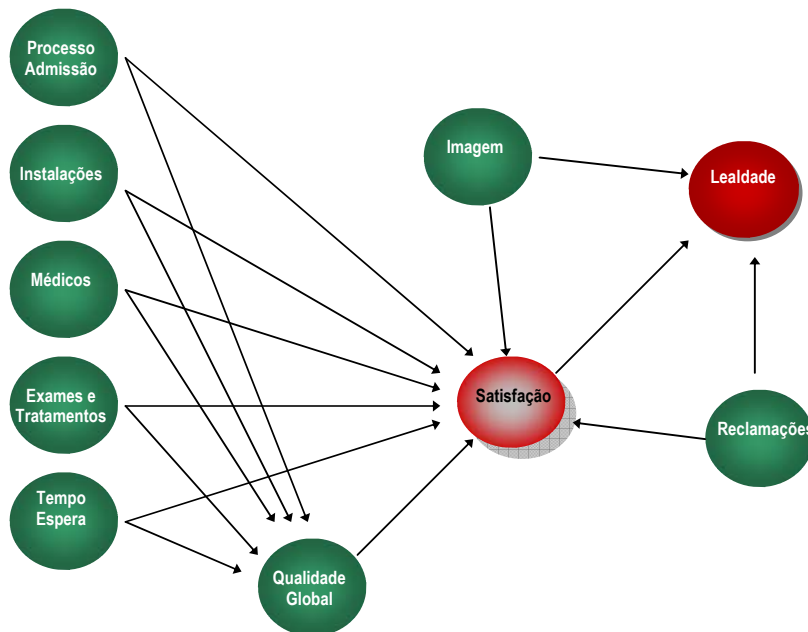 Processo
Admissão
Instalações
Médicos
Exames e
Tratamentos
Tempo
Espera
Qualidade
Global
Imagem
Satisfação
Lealdade
Reclamações